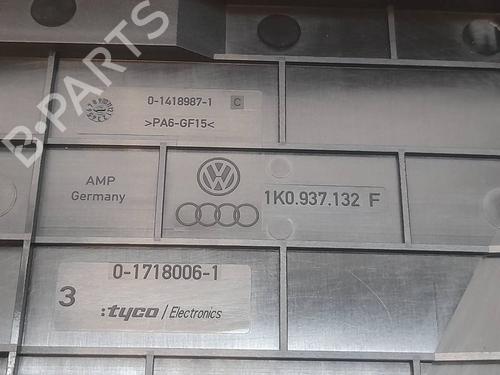 B-PARTS
0-1418987-1 C
>PA6-GF15<
AMP
Germany
1K0.937.132 F
0-1718006-1
3
:tyco / Electronics